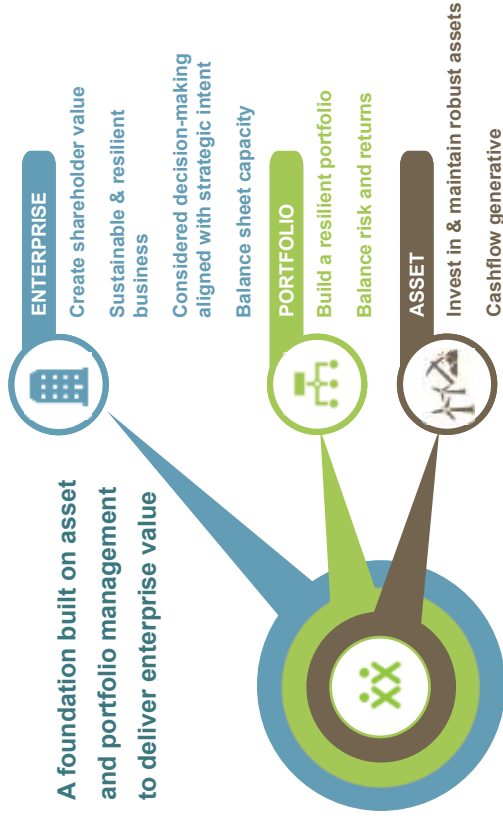 A foundation built on asset
and portfolio management
to deliver enterprise value
ENTERPRISE
Create shareholder value
Sustainable & resilient
business
Considered decision-making
aligned with strategic intent
Balance sheet capacity
PORTFOLIO
Build a resilient portfolio
Balance risk and returns
ASSET
Invest in & maintain robust assets
Cashflow generative